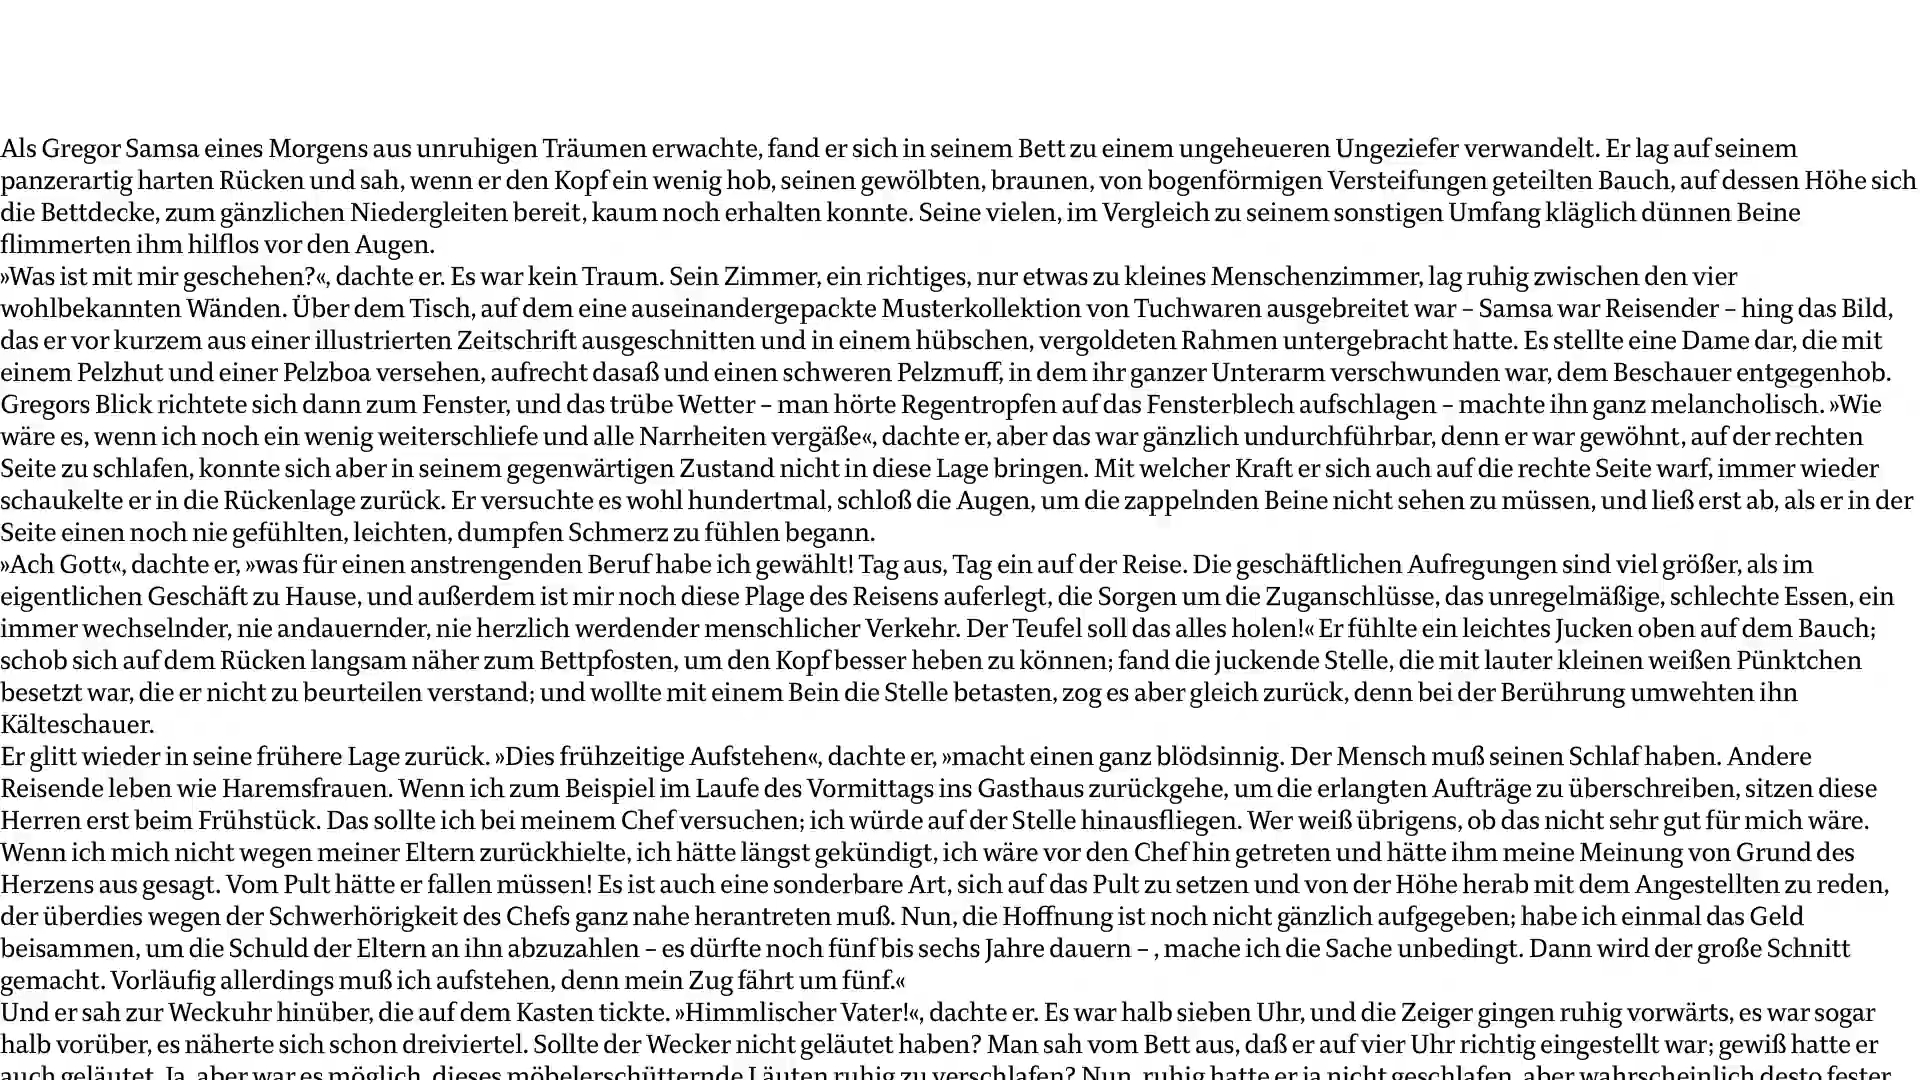 Als Gregor Samsa eines Morgens aus unruhigen Träumen erwachte, fand er sich in seinem Bett zu einem ungeheueren Ungeziefer verwandelt. Er lag auf seinem
panzerartig harten Rücken und sah, wenn er den Kopf ein wenig hob, seinen gewölbten, braunen, von bogenförmigen Versteifungen geteilten Bauch, auf dessen Höhe sich
die Bettdecke, zum gänzlichen Niedergleiten bereit, kaum noch erhalten konnte. Seine vielen, im Vergleich zu seinem sonstigen Umfang kläglich dünnen Beine
flimmerten ihm hilflos vor den Augen.
»Was ist mit mir geschehen?«, dachte er. Es war kein Traum. Sein Zimmer, ein richtiges, nur etwas zu kleines Menschenzimmer, lag ruhig zwischen den vier
wohlbekannten Wänden. Über dem Tisch, auf dem eine auseinandergepackte Musterkollektion von Tuchwaren ausgebreitet war – Samsa war Reisender – hing das Bild,
das er vor kurzem aus einer illustrierten Zeitschrift ausgeschnitten und in einem hübschen, vergoldeten Rahmen untergebracht hatte. Es stellte eine Dame dar, die mit
einem Pelzhut und einer Pelzboa versehen, aufrecht dasaß und einen schweren Pelzmuff, in dem ihr ganzer Unterarm verschwunden war, dem Beschauer entgegenhob.
Gregors Blick richtete sich dann zum Fenster, und das trübe Wetter – man hörte Regentropfen auf das Fensterblech aufschlagen – machte ihn ganz melancholisch. »Wie
wäre es, wenn ich noch ein wenig weiterschliefe und alle Narrheiten vergäße«, dachte er, aber das war gänzlich undurchführbar, denn er war gewöhnt, auf der rechten
Seite zu schlafen, konnte sich aber in seinem gegenwärtigen Zustand nicht in diese Lage bringen. Mit welcher Kraft er sich auch auf die rechte Seite warf, immer wieder
schaukelte er in die Rückenlage zurück. Er versuchte es wohl hundertmal, schloß die Augen, um die zappelnden Beine nicht sehen zu müssen, und ließ erst ab, als er in der
Seite einen noch nie gefühlten, leichten, dumpfen Schmerz zu fühlen begann.
»Ach Gott«, dachte er, »was für einen anstrengenden Beruf habe ich gewählt! Tag aus, Tag ein auf der Reise. Die geschäftlichen Aufregungen sind viel größer, als im
eigentlichen Geschäft zu Hause, und außerdem ist mir noch diese Plage des Reisens auferlegt, die Sorgen um die Zuganschlüsse, das unregelmäßige, schlechte Essen, ein
immer wechselnder, nie andauernder, nie herzlich werdender menschlicher Verkehr. Der Teufel soll das alles holen!« Er fühlte ein leichtes Jucken oben auf dem Bauch;
schob sich auf dem Rücken langsam näher zum Bettpfosten, um den Kopf besser heben zu können; fand die juckende Stelle, die mit lauter kleinen weißen Pünktchen
besetzt war, die er nicht zu beurteilen verstand; und wollte mit einem Bein die Stelle betasten, zog es aber gleich zurück, denn bei der Berührung umwehten ihn
Kälteschauer.
Er glitt wieder in seine frühere Lage zurück. »Dies frühzeitige Aufstehen«, dachte er, »macht einen ganz blödsinnig. Der Mensch muß seinen Schlaf haben. Andere
Reisende leben wie Haremsfrauen. Wenn ich zum Beispiel im Laufe des Vormittags ins Gasthaus zurückgehe, um die erlangten Aufträge zu überschreiben, sitzen diese
Herren erst beim Frühstück. Das sollte ich bei meinem Chef versuchen; ich würde auf der Stelle hinausfliegen. Wer weiß übrigens, ob das nicht sehr gut für mich wäre.
Wenn ich mich nicht wegen meiner Eltern zurückhielte, ich hätte längst gekündigt, ich wäre vor den Chef hin getreten und hätte ihm meine Meinung von Grund des
Herzens aus gesagt. Vom Pult hätte er fallen müssen! Es ist auch eine sonderbare Art, sich auf das Pult zu setzen und von der Höhe herab mit dem Angestellten zu reden,
der überdies wegen der Schwerhörigkeit des Chefs ganz nahe herantreten muß. Nun, die Hoffnung ist noch nicht gänzlich aufgegeben; habe ich einmal das Geld
beisammen, um die Schuld der Eltern an ihn abzuzahlen – es dürfte noch fünf bis sechs Jahre dauern – , mache ich die Sache unbedingt. Dann wird der große Schnitt
gemacht. Vorläufig allerdings muß ich aufstehen, denn mein Zug fährt um fünf.«
Und er sah zur Weckuhr hinüber, die auf dem Kasten tickte. »Himmlischer Vater!«, dachte er. Es war halb sieben Uhr, und die Zeiger gingen ruhig vorwärts, es war sogar
halb vorüber, es näherte sich schon dreiviertel. Sollte der Wecker nicht geläutet haben? Man sah vom Bett aus, daß er auf vier Uhr richtig eingestellt war; gewiß hatte er
auch geläutet. Ja, aber war es möglich, dieses möbelerschütternde Läuten ruhig zu verschlafen? Nun, ruhig hatte er ja nicht geschlafen, aber wahrscheinlich desto fester